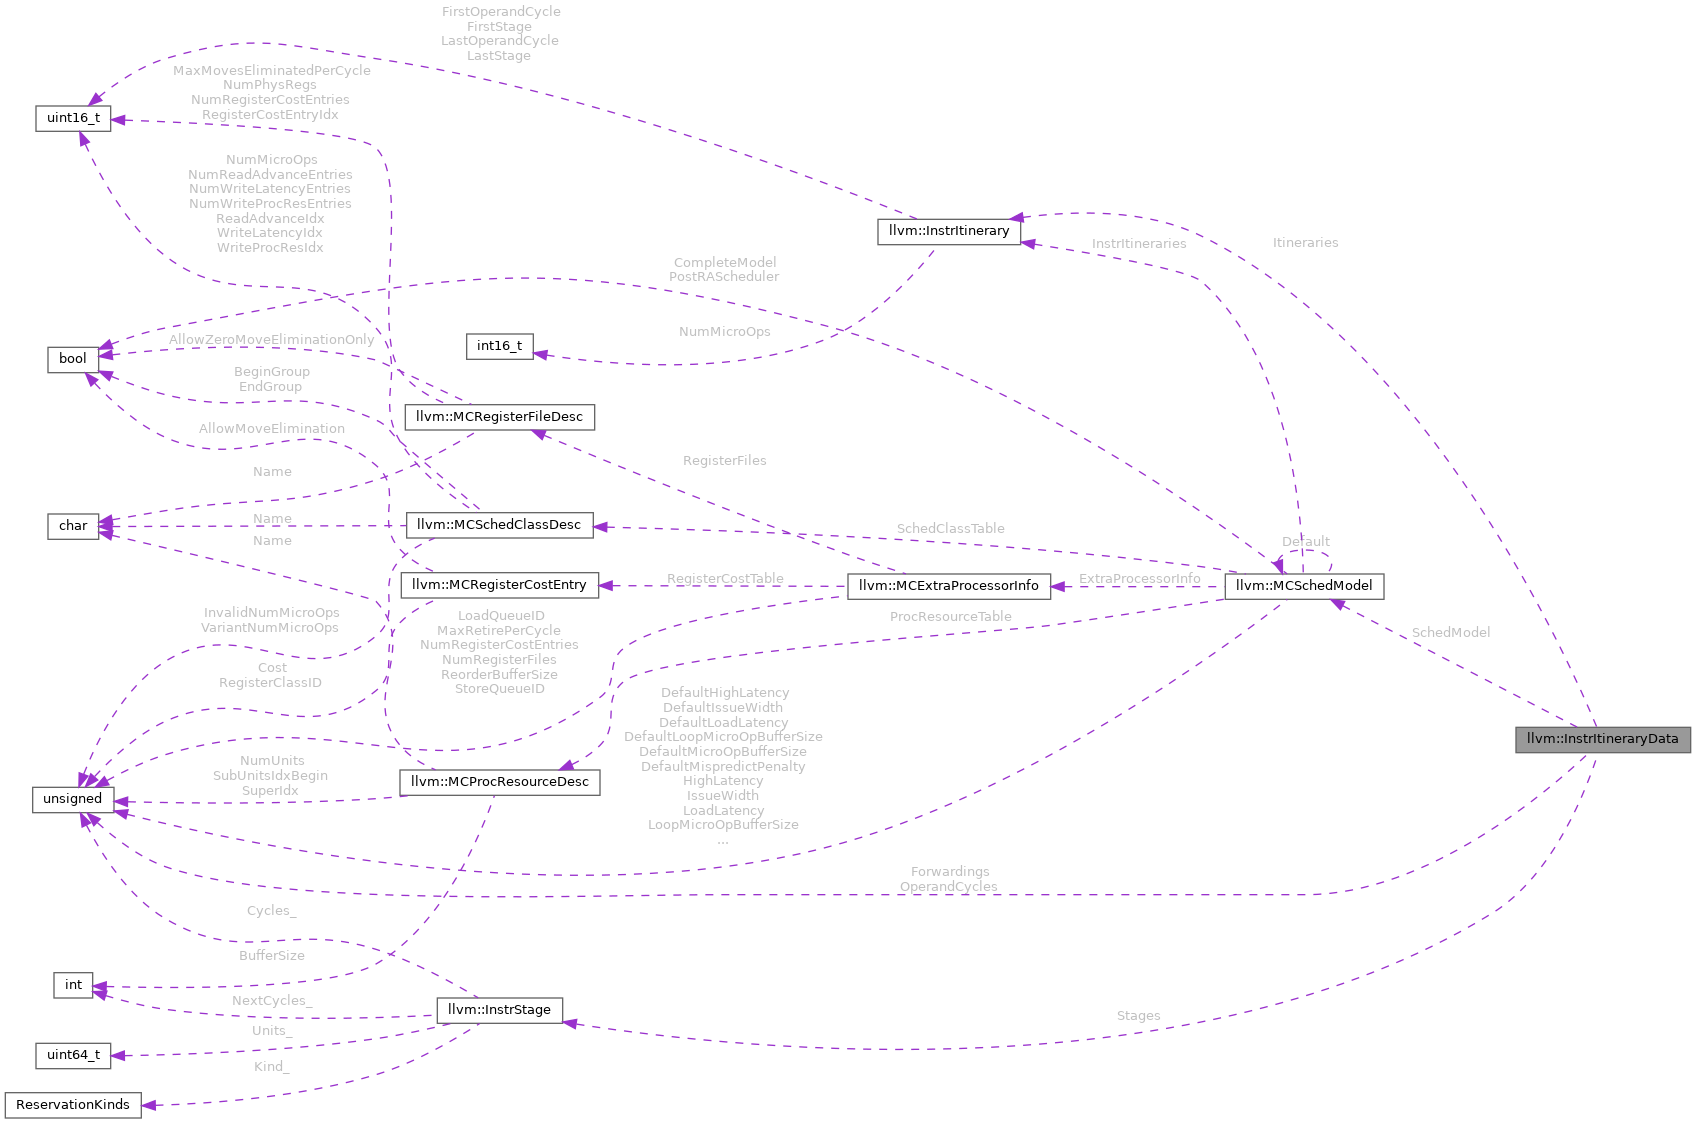 FirstOperandCycle
FirstStage
LastOperandCycle
LastStage
MaxMovesEliminatedPerCycle
NumPhysRegs
NumRegisterCostEntries
RegisterCostEntryIdx
uint16_t
NumMicroOps
NumReadAdvanceEntries
NumWriteLatencyEntries
NumWriteProcResEntries
ReadAdvanceIdx
WriteLatencyIdx
WriteProcResIdx
llvm::InstrItinerary
InstrItineraries
Itineraries
CompleteModel
PostRAScheduler
NumMicroOps
int16_t
AllowZeroMoveEliminationOnly
bool
BeginGroup
EndGroup
llvm::MCRegisterFileDesc
AllowMoveElimination
RegisterFiles
Name
char
Name
Name
llvm::MCSchedClassDesc
SchedClassTable
Default
llvm::MCRegisterCostEntry
RegisterCostTable
llvm::MCExtraProcessorInfo
ExtraProcessorInfo
llvm::MCSchedModel
InvalidNumMicroOps
VariantNumMicroOps
LoadQueueID
MaxRetirePerCycle
NumRegisterCostEntries
NumRegisterFiles
ReorderBufferSize
StoreQueueID
ProcResourceTable
SchedModel
Cost
RegisterClassID
DefaultHighLatency
DefaultIssueWidth
DefaultLoadLatency
DefaultLoopMicroOpBufferSize
DefaultMicroOpBufferSize
DefaultMispredictPenalty
HighLatency
IssueWidth
LoadLatency
LoopMicroOpBufferSize
...
llvm::InstrItineraryData
NumUnits
SubUnitsIdxBegin
SuperIdx
llvm::MCProcResourceDesc
unsigned
Forwardings
OperandCycles
Cycles_
BufferSize
int
NextCycles_
llvm::InstrStage
Stages
Units_
uint64_t
Kind_
ReservationKinds